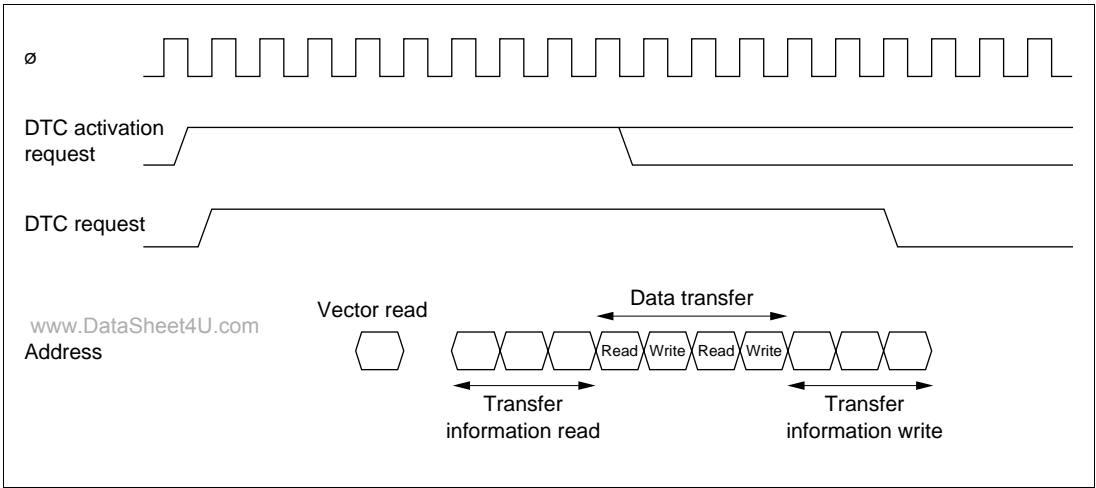 ø
DTC activation
request
DTC request
Vector read
Data transfer
www.DataSheet4U.com
Address
Read Write Read Write
Transfer
information read
Transfer
information write